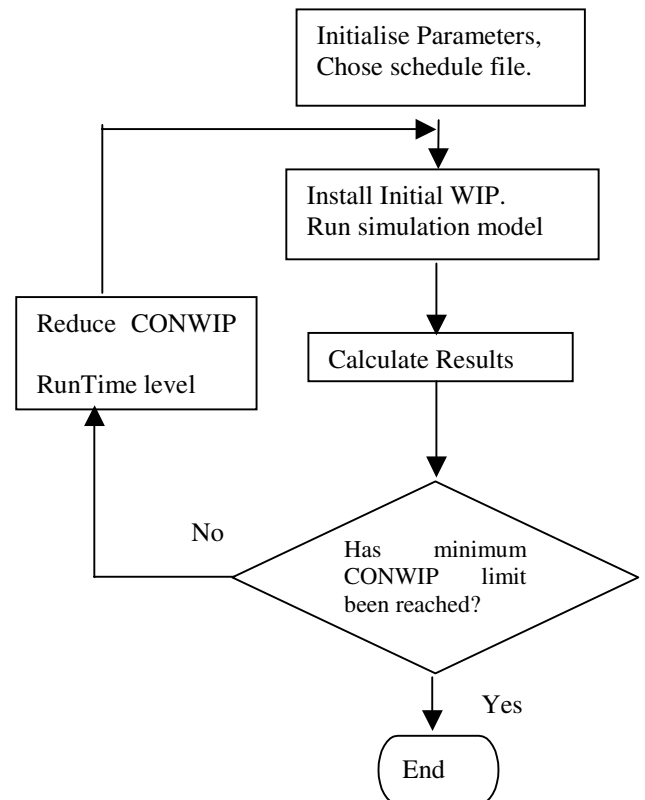 Initialise Parameters,
Chose schedule file.
Install Initial WIP.
Run simulation model
Reduce CONWIP
RunTime level
Calculate Results
No
Has minimum
CONWIP limit
been reached?
Yes
End